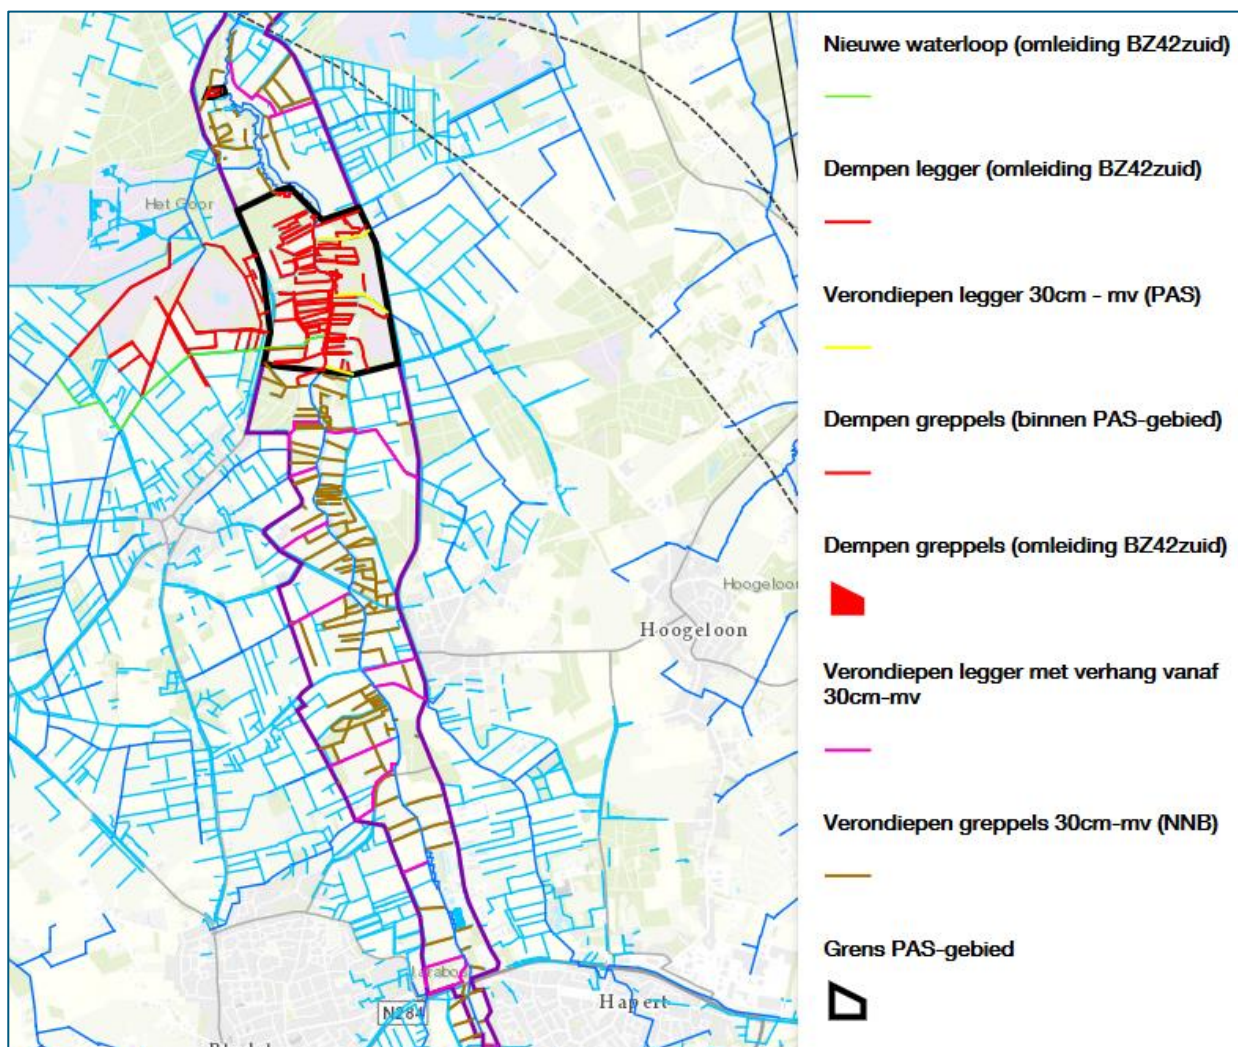 Nieuwe waterloop (omleiding BZ42zuid)
Dempen legger (omleiding BZ42zuid)
Verondiepen legger 30cm - mv (PAS)
Dempen greppels (binnen PAS-gebied)
Dempen greppels (omleiding BZ42zuid)
Verondiepen legger met verhang vanaf
30cm-mv
Verondiepen greppels 30cm-mv (NNB)
Grens PAS-gebied
Het Goor
Hoogeloon
Hoogeloon
Hapert
N284